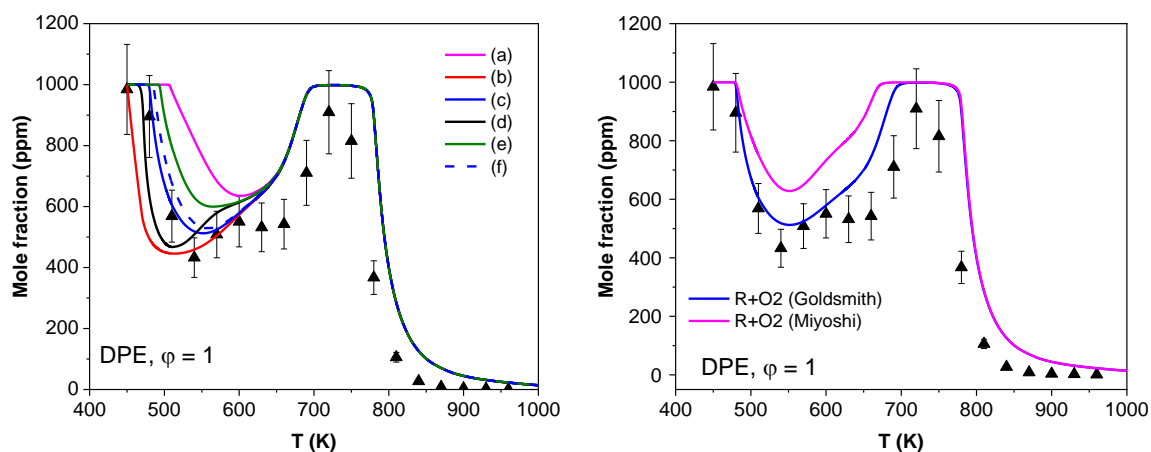 1200
1000
800
600
400
200
0
Mole fraction (ppm)
(a)
(b)
(c)
(d)
(e)
(f)
DPE, φ = 1
400 500 600 700 800 900 1000
T (K)
1200
1000
800
600
400
200
0
Mole fraction (ppm)
R+O2 (Goldsmith)
R+O2 (Miyoshi)
DPE, φ = 1
400 500 600 700 800 900 1000
T (K)